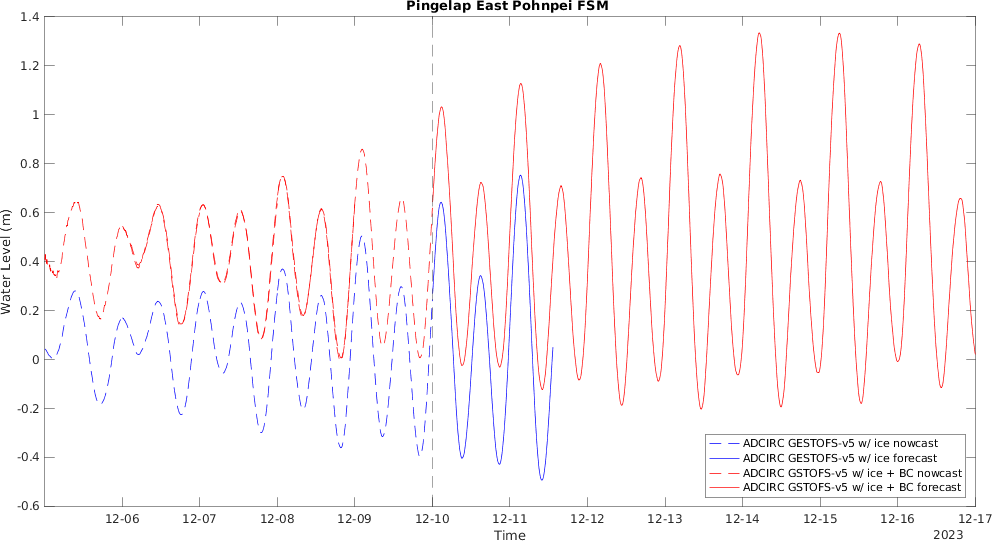 Pingelap East Pohnpei FSM
1.4
1.2
1
0.8
0.6
0.4
0.2
0
-0.2
-0.4
-0.6
Water Level (m)
ADCIRC GESTOFS-v5 w/ ice nowcast
ADCIRC GESTOFS-v5 w/ ice forecast
ADCIRC GSTOFS-v5 w/ ice + BC nowcast
ADCIRC GSTOFS-v5 w/ ice + BC forecast
12-06 12-07 12-08 12-09 12-10 12-11 12-12 12-13 12-14 12-15 12-16 12-17
Time
2023